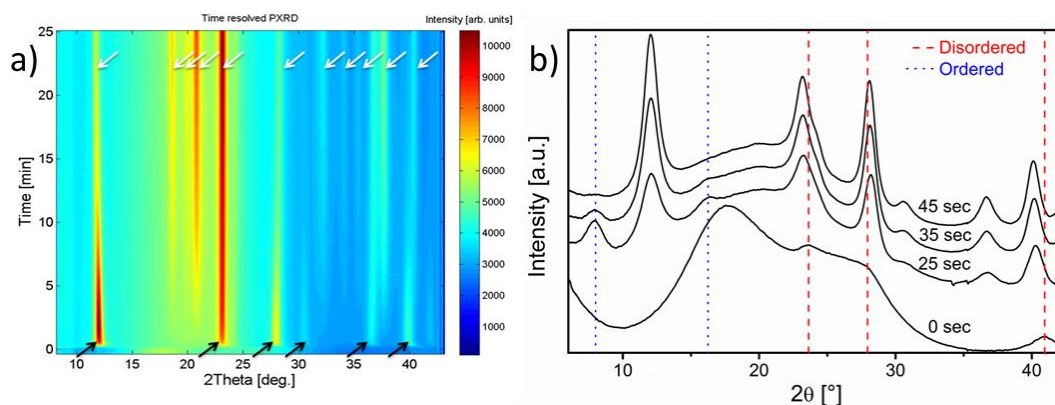 a)
Time resolved PXRD
Intensity [arb. units]
25
20
15
10
5
0
Time [min]
10
15
20
25
30
35
40
2Theta [deg.]
10000
9000
8000
7000
6000
5000
4000
3000
2000
1000
b)
Disordered
Ordered
45 sec
35 sec
25 sec
0 sec
Intensity [a.u.]
10
20
30
40
2θ [°]